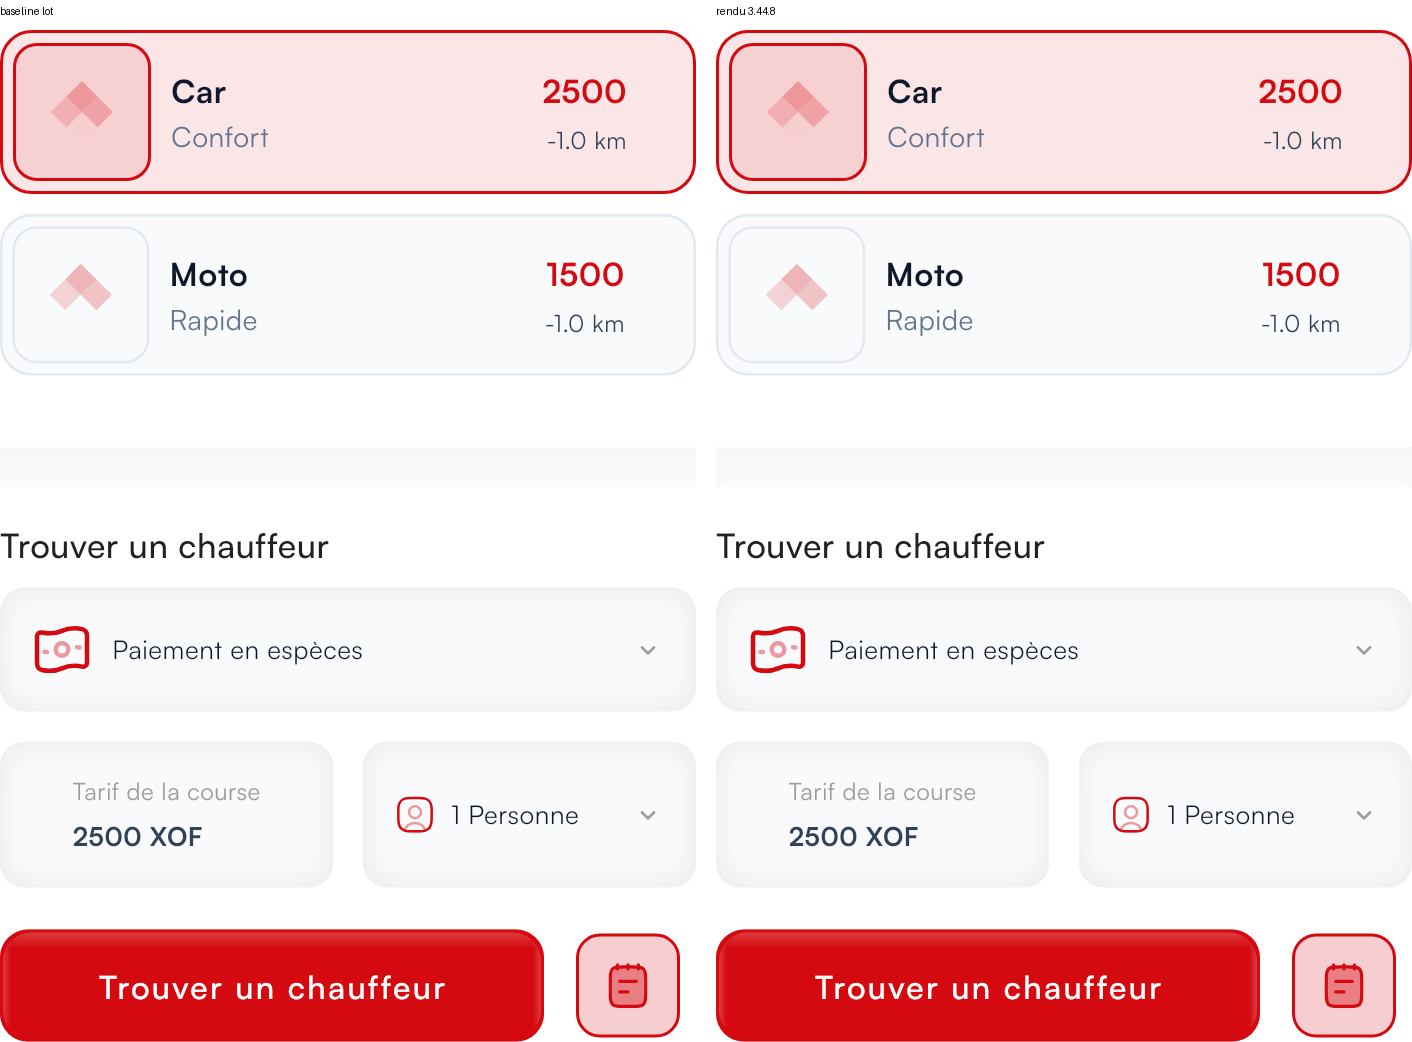 baseline lot
Car
2500
Confort
-1.0 km
Moto
1500
Rapide
-1.0 km
Trouver un chauffeur
Paiement en espèces
Tarif de la course
2500 XOF
1 Personne
Trouver un chauffeur
rendu 3.44.8
Car
2500
Confort
-1.0 km
Moto
1500
Rapide
-1.0 km
Trouver un chauffeur
Paiement en espèces
Tarif de la course
2500 XOF
1 Personne
Trouver un chauffeur